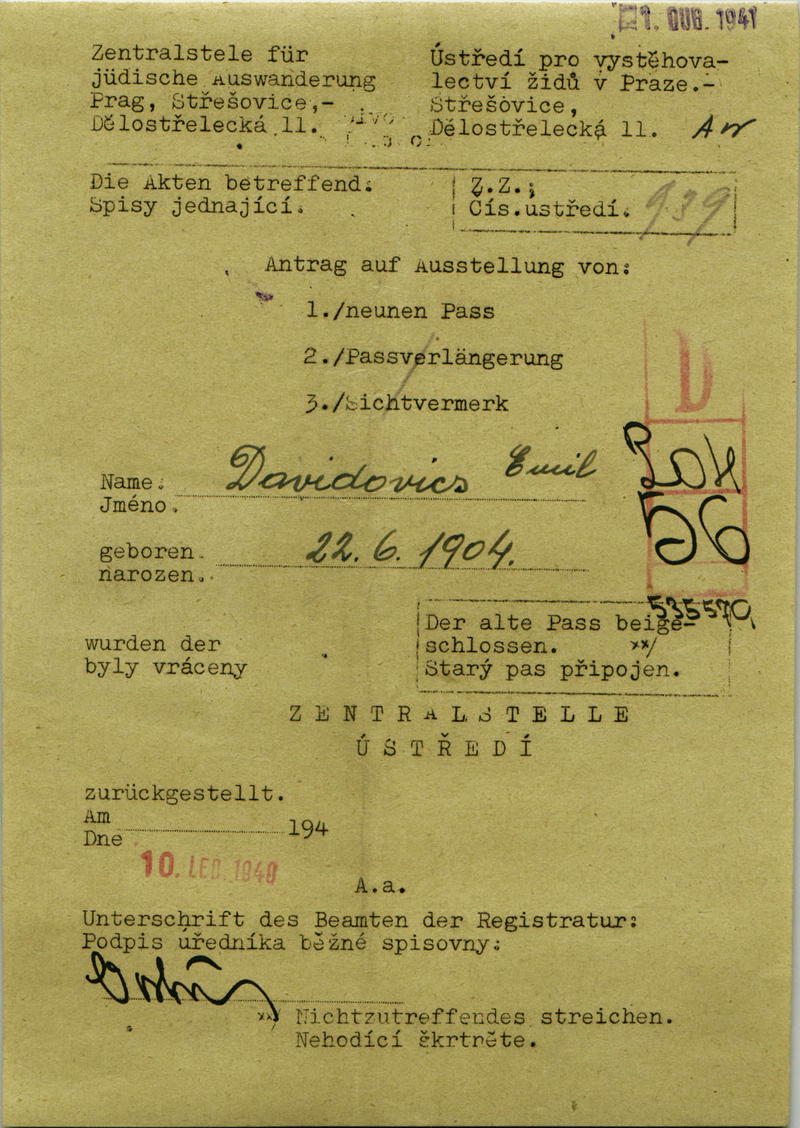 1. DUB. 1941
Zentralstele für
jüdische Auswanderung
Prag, Střešovice,-
Dělostřelecká 11.
Ústředí pro vystěhova-
lectví židů v Praze.-
Střešovice,
Dělostřelecká 11.
Die Akten betreffend:
Spisy jednající.
Z.Z.;
Čís.ustředí.
939
Antrag auf Ausstellung von:
1./neunen Pass
2./Passverlängerung
3./Sichtvermerk
D
Name:
Jméno.
Davidovics Emil
56
geboren.
narozen..
22. 6. 1904.
wurden der
byly vráceny
535570
Der alte Pass beige-
schlossen. xx/
Starý pas připojen.
ZENTRALSTELLE
ÚSTŘEDÍ
zurückgestellt.
Am
Dne 194
10. LED. 1940
A.a.
Unterschrift des Beamten der Registratur:
Podpis úředníka běžné spisovny:
xx/ Nichtzutreffendes streichen.
Nehodící škrtněte.